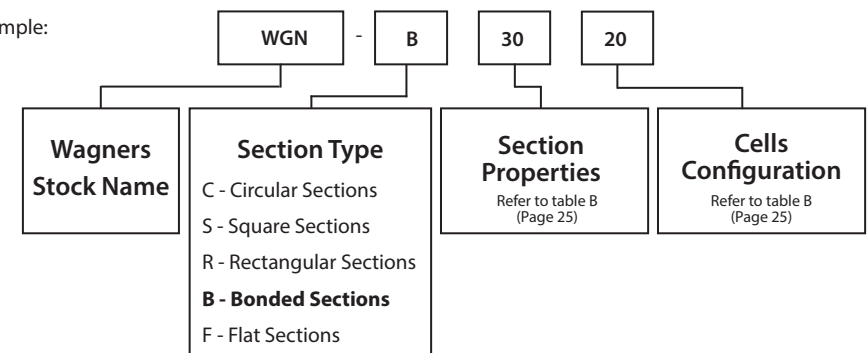 WGN - B 30 20
Wagners
Stock Name
Section Type
C - Circular Sections
S - Square Sections
R - Rectangular Sections
B - Bonded Sections
F - Flat Sections
Section
Properties
Refer to table B
(Page 25)
Cells
Configuration
Refer to table B
(Page 25)